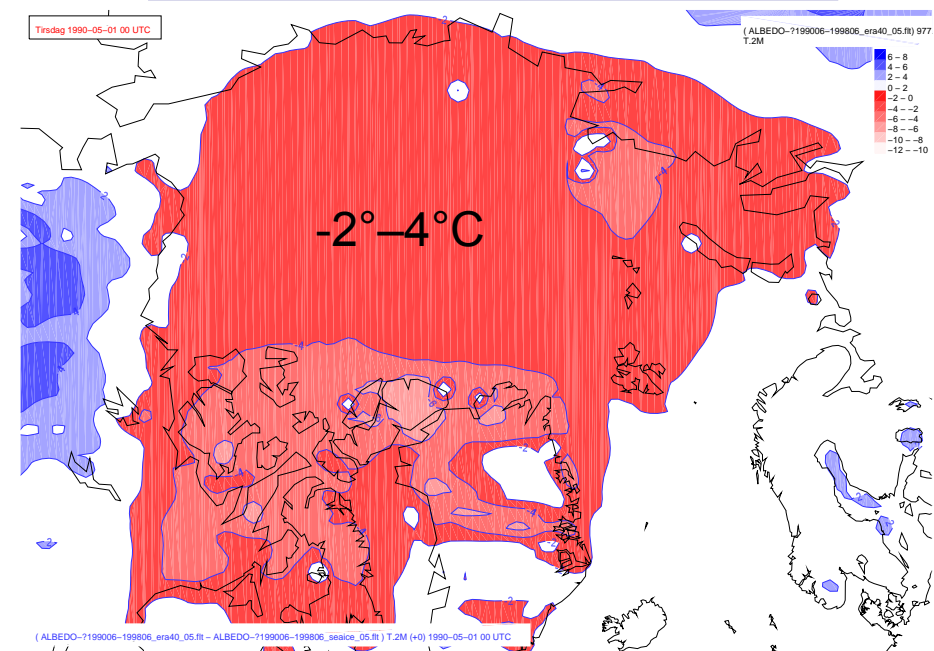 Tirsdag 1990–05–01 00 UTC
( ALBEDO–?199006–199806_era40_05.flt) 977
T.2M
6 – 8
4 – 6
2 – 4
0 – 2
–2 – 0
–4 – –2
–6 – –4
–8 – –6
–10 – –8
–12 – –10
-2°–4°C
( ALBEDO–?199006–199806_era40_05.flt – ALBEDO–?199006–199806_seaice_05.flt ) T.2M (+0) 1990–05–01 00 UTC